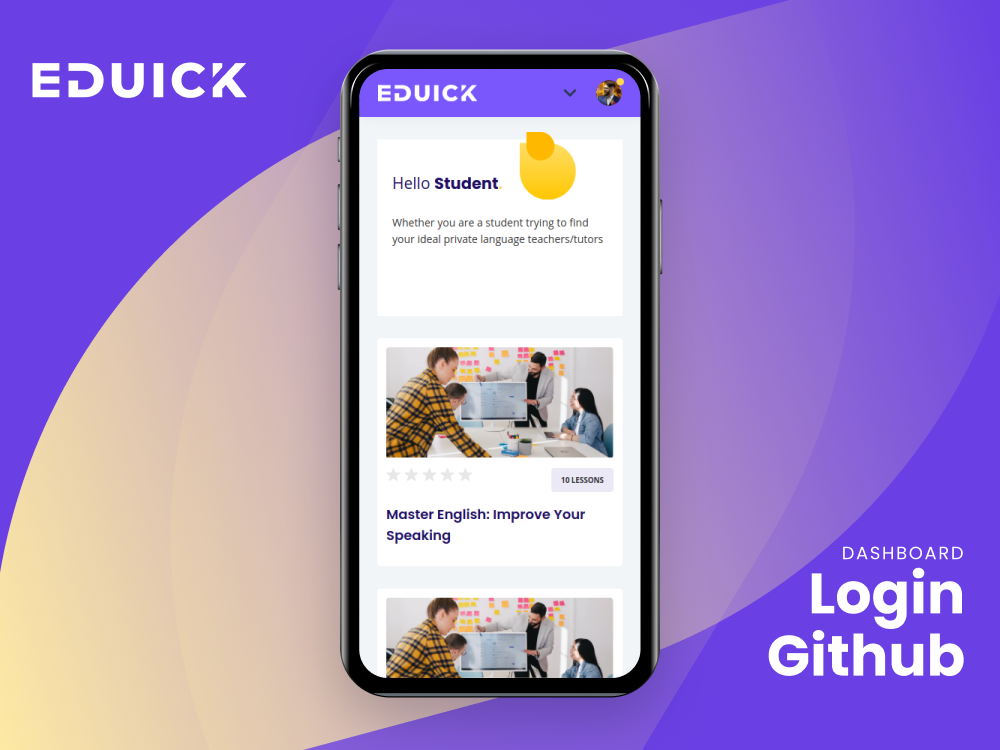 EDUICK
EDUICK
Hello Student.
Whether you are a student trying to find
your ideal private language teachers/tutors
10 LESSONS
Master English: Improve Your
Speaking
DASHBOARD
Login
Github